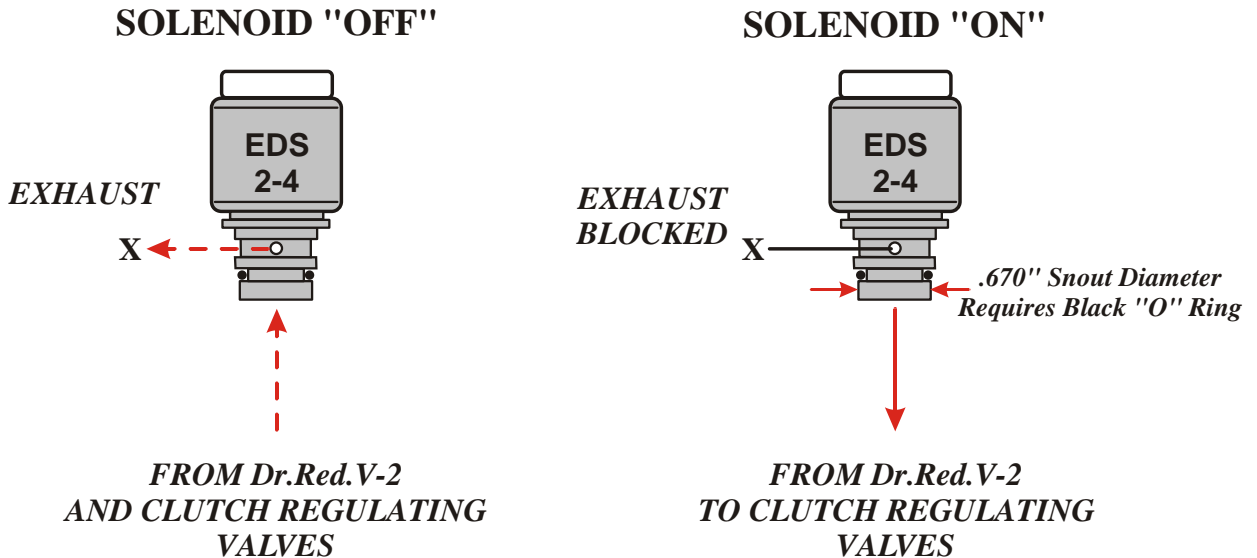 SOLENOID "OFF"
EDS
2-4
EXHAUST
X
FROM Dr.Red.V-2
AND CLUTCH REGULATING
VALVES
SOLENOID "ON"
EDS
2-4
EXHAUST
BLOCKED
X
.670" Snout Diameter
Requires Black "O" Ring
FROM Dr.Red.V-2
TO CLUTCH REGULATING
VALVES